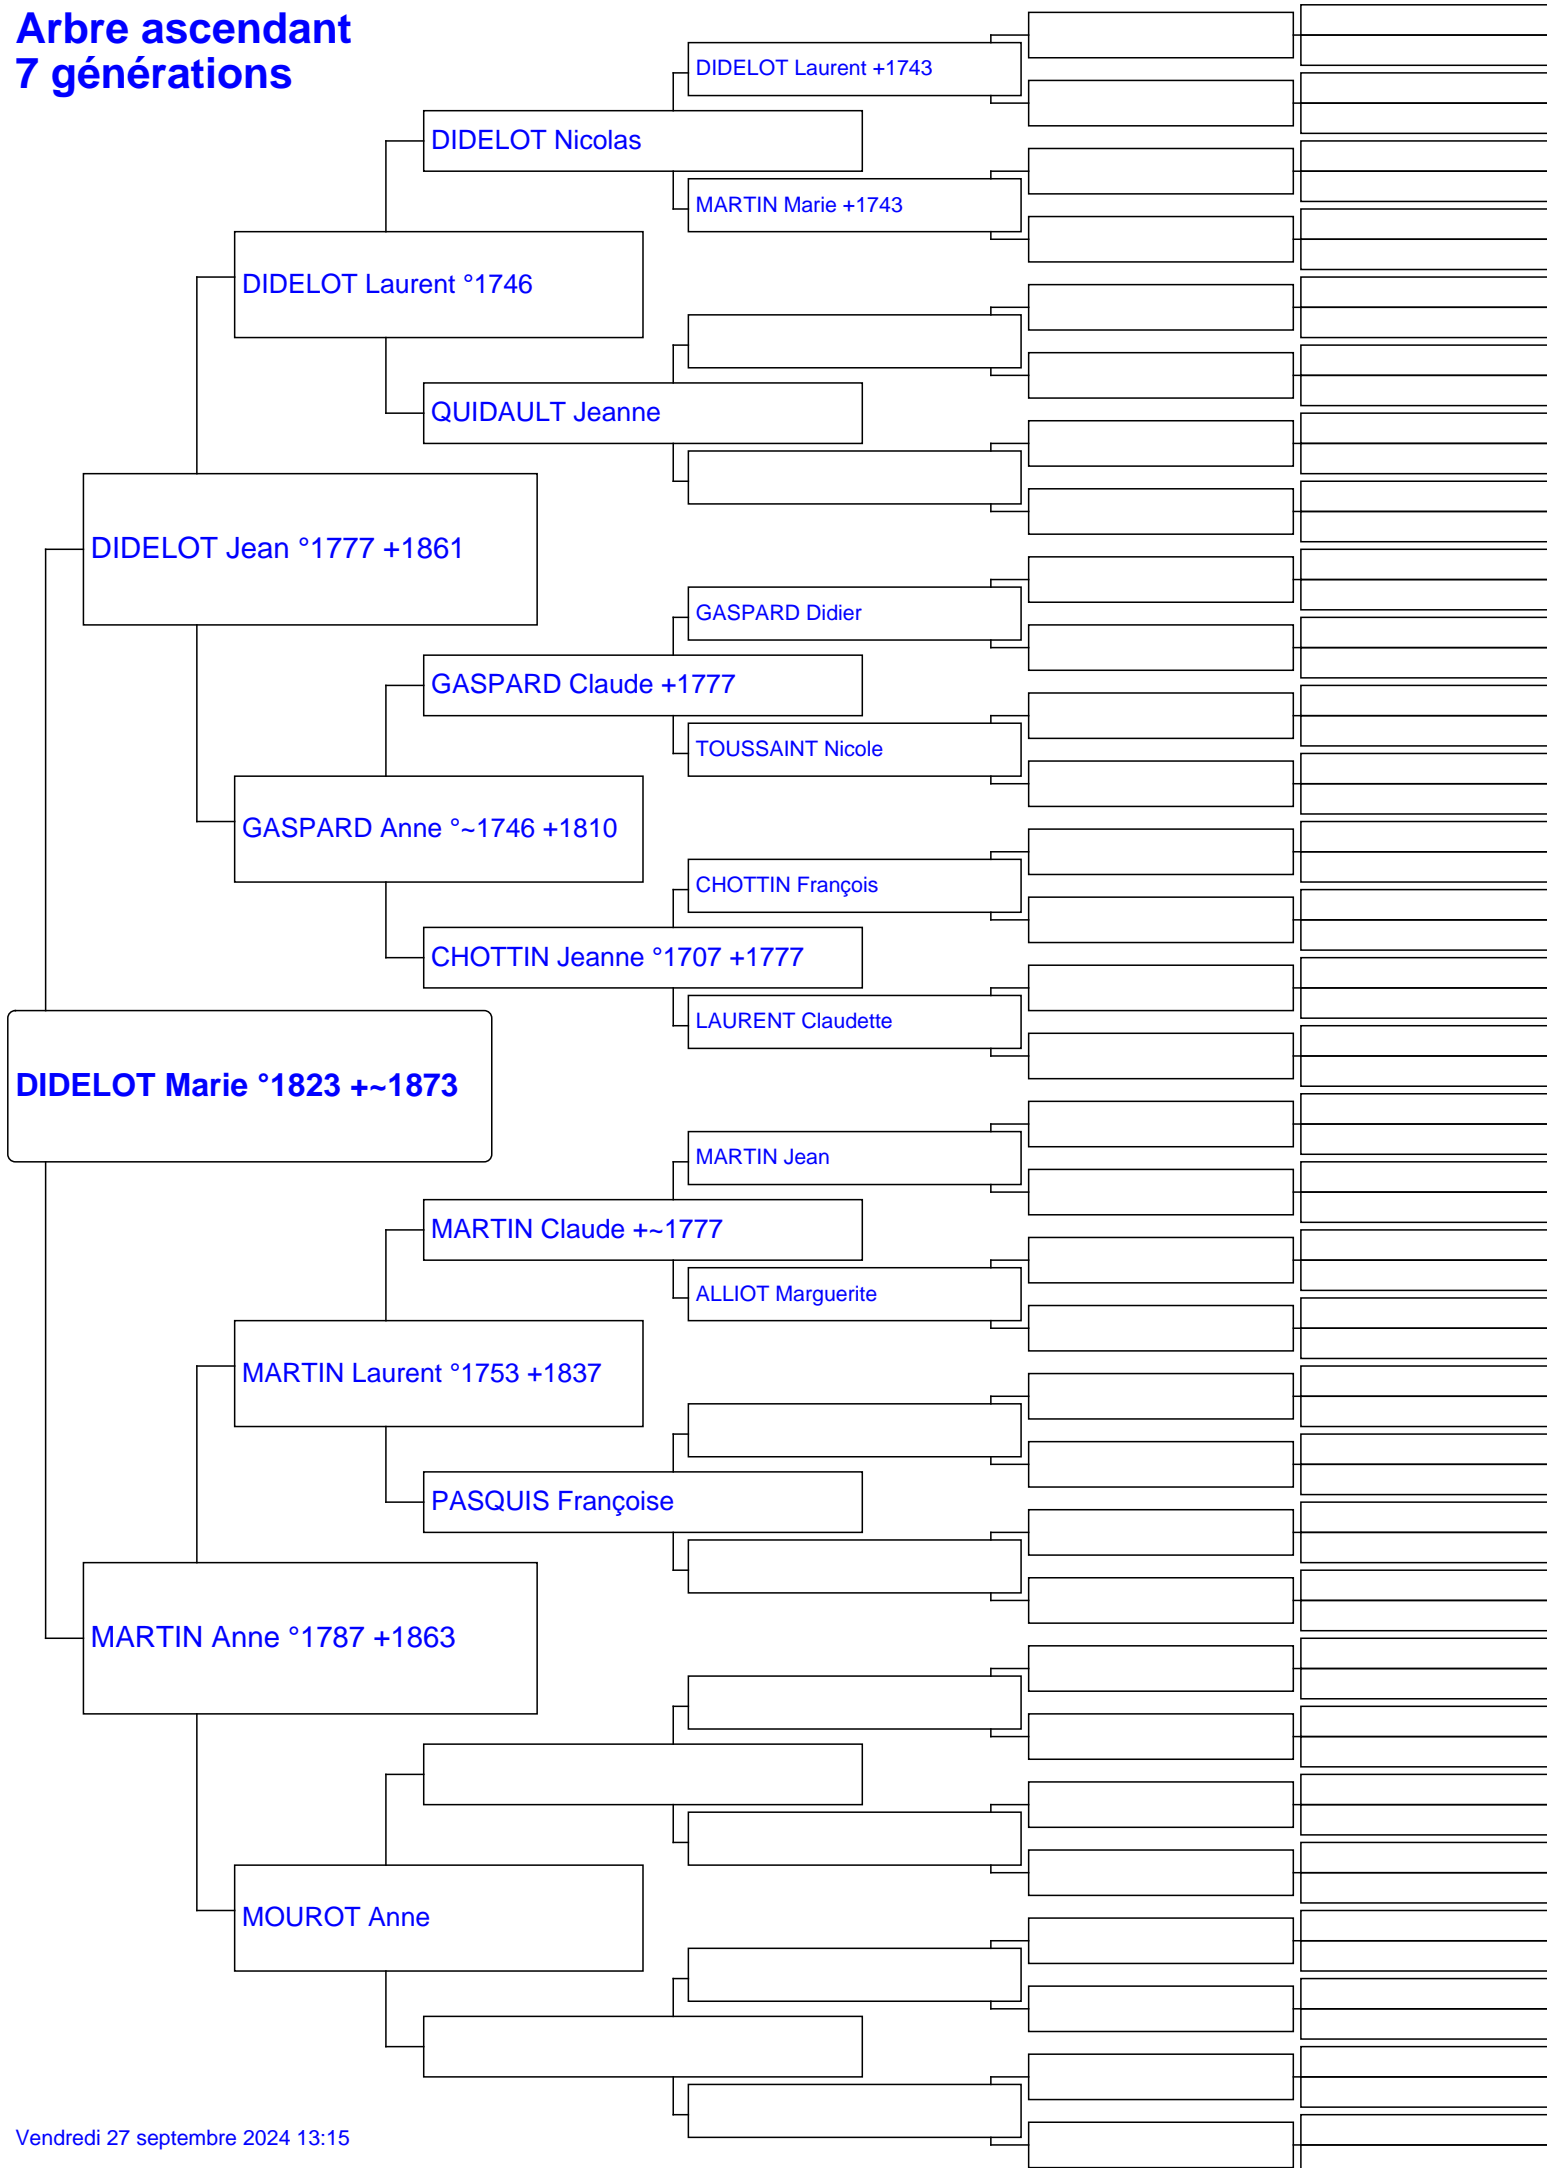 Arbre ascendant
7 générations
DIDELOT Laurent +1743
DIDELOT Nicolas
MARTIN Marie +1743
DIDELOT Laurent °1746
QUIDAULT Jeanne
DIDELOT Jean °1777 +1861
GASPARD Didier
GASPARD Claude +1777
TOUSSAINT Nicole
GASPARD Anne °~1746 +1810
CHOTTIN François
CHOTTIN Jeanne °1707 +1777
LAURENT Claudette
DIDELOT Marie °1823 +~1873
MARTIN Jean
MARTIN Claude +~1777
ALLIOT Marguerite
MARTIN Laurent °1753 +1837
PASQUIS Françoise
MARTIN Anne °1787 +1863
MOUROT Anne
Vendredi 27 septembre 2024 13:15